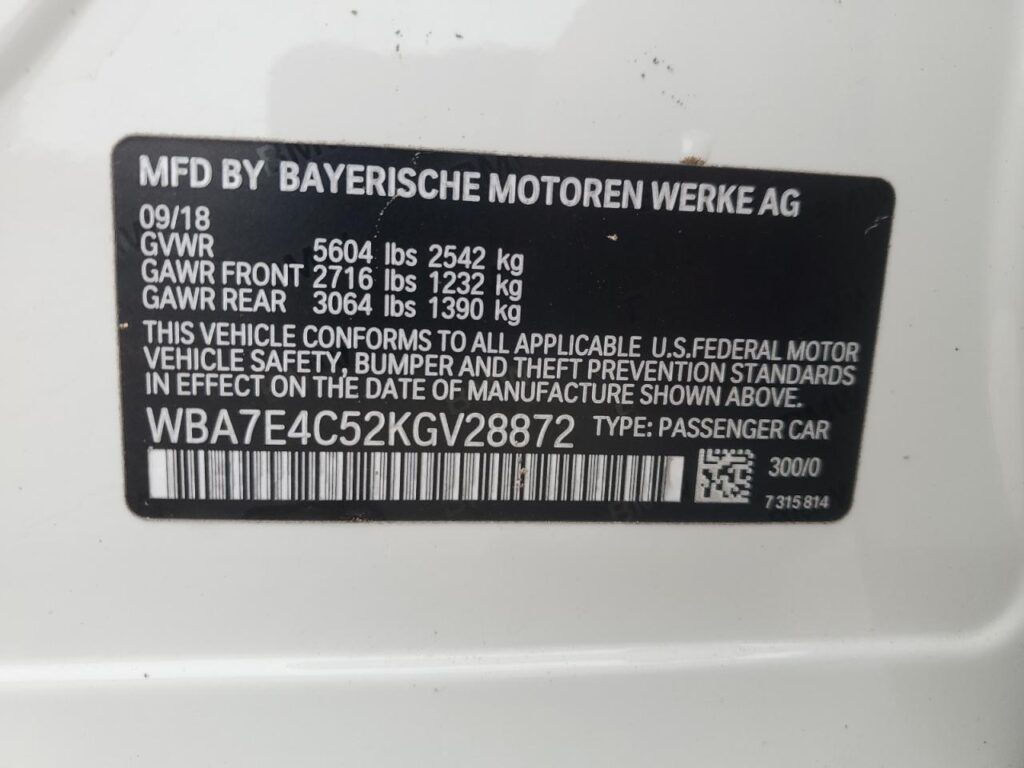 MFD BY BAYERISCHE MOTOREN WERKE AG
09/18
GVWR 5604 lbs 2542 kg
GAWR FRONT 2716 lbs 1232 kg
GAWR REAR 3064 lbs 1390 kg
THIS VEHICLE CONFORMS TO ALL APPLICABLE U.S.FEDERAL MOTOR
VEHICLE SAFETY, BUMPER AND THEFT PREVENTION STANDARDS
IN EFFECT ON THE DATE OF MANUFACTURE SHOWN ABOVE.
WBA7E4C52KGV28872 TYPE: PASSENGER CAR
300/0
7 315 814